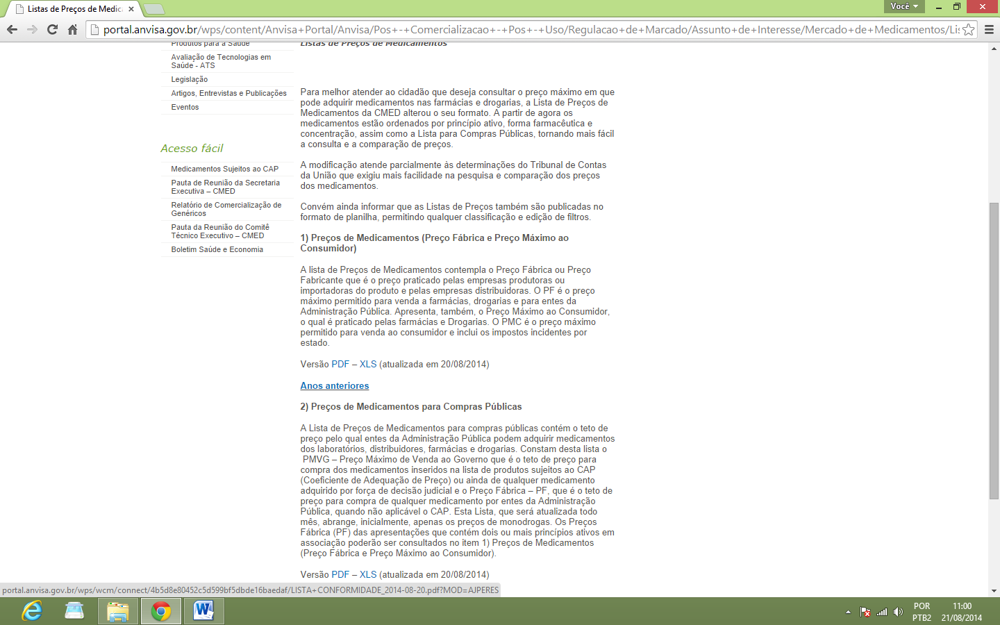 Listas de Preços de Medica
Você
portal.anvisa.gov.br/wps/content/Anvisa+Portal/Anvisa/Pos+-+Comercializacao+-+Pos+-+Uso/Regulacao+de+Marcado/Assunto+de+Interesse/Mercado+de+Medicamentos/Lis
Produtos para a Saúde
Avaliação de Tecnologias em
Saúde - ATS
Legislação
Artigos, Entrevistas e Publicações
Eventos
Acesso fácil
Medicamentos Sujeitos ao CAP
Pauta de Reunião da Secretaria
Executiva – CMED
Relatório de Comercialização de
Genéricos
Pauta da Reunião do Comitê
Técnico Executivo – CMED
Boletim Saúde e Economia
Listas de Preços de Medicamentos
Para melhor atender ao cidadão que deseja consultar o preço máximo em que
pode adquirir medicamentos nas farmácias e drogarias, a Lista de Preços de
Medicamentos da CMED alterou o seu formato. A partir de agora os
medicamentos estão ordenados por princípio ativo, forma farmacêutica e
concentração, assim como a Lista para Compras Públicas, tornando mais fácil
a consulta e a comparação de preços.
A modificação atende parcialmente às determinações do Tribunal de Contas
da União que exigiu mais facilidade na pesquisa e comparação dos preços
dos medicamentos.
Convém ainda informar que as Listas de Preços também são publicadas no
formato de planilha, permitindo qualquer classificação e edição de filtros.
1) Preços de Medicamentos (Preço Fábrica e Preço Máximo ao
Consumidor)
A lista de Preços de Medicamentos contempla o Preço Fábrica ou Preço
Fabricante que é o preço praticado pelas empresas produtoras ou
importadoras do produto e pelas empresas distribuidoras. O PF é o preço
máximo permitido para venda a farmácias, drogarias e para entes da
Administração Pública. Apresenta, também, o Preço Máximo ao Consumidor,
o qual é praticado pelas farmácias e Drogarias. O PMC é o preço máximo
permitido para venda ao consumidor e inclui os impostos incidentes por
estado.
Versão PDF – XLS (atualizada em 20/08/2014)
Anos anteriores
2) Preços de Medicamentos para Compras Públicas
A Lista de Preços de Medicamentos para compras públicas contém o teto de
preço pelo qual entes da Administração Pública podem adquirir medicamentos
dos laboratórios, distribuidores, farmácias e drogarias. Constam desta lista o
PMVG – Preço Máximo de Venda ao Governo que é o teto de preço para
compra dos medicamentos inseridos na lista de produtos sujeitos ao CAP
(Coeficiente de Adequação de Preço) ou ainda de qualquer medicamento
adquirido por força de decisão judicial e o Preço Fábrica – PF, que é o teto de
preço para compra de qualquer medicamento por entes da Administração
Pública, quando não aplicável o CAP. Esta Lista, que será atualizada todo
mês, abrange, inicialmente, apenas os preços de monodrogas. Os Preços
Fábrica (PF) das apresentações que contém dois ou mais princípios ativos em
associação poderão ser consultados no item 1) Preços de Medicamentos
(Preço Fábrica e Preço Máximo ao Consumidor).
Versão PDF – XLS (atualizada em 20/08/2014)
portal.anvisa.gov.br/wps/wcm/connect/4b5d8e80452c5d599bf5dbde16baedaf/LISTA+CONFORMIDADE_2014-08-20.pdf?MOD=AJPERES
POR
PTB2
11:00
21/08/2014